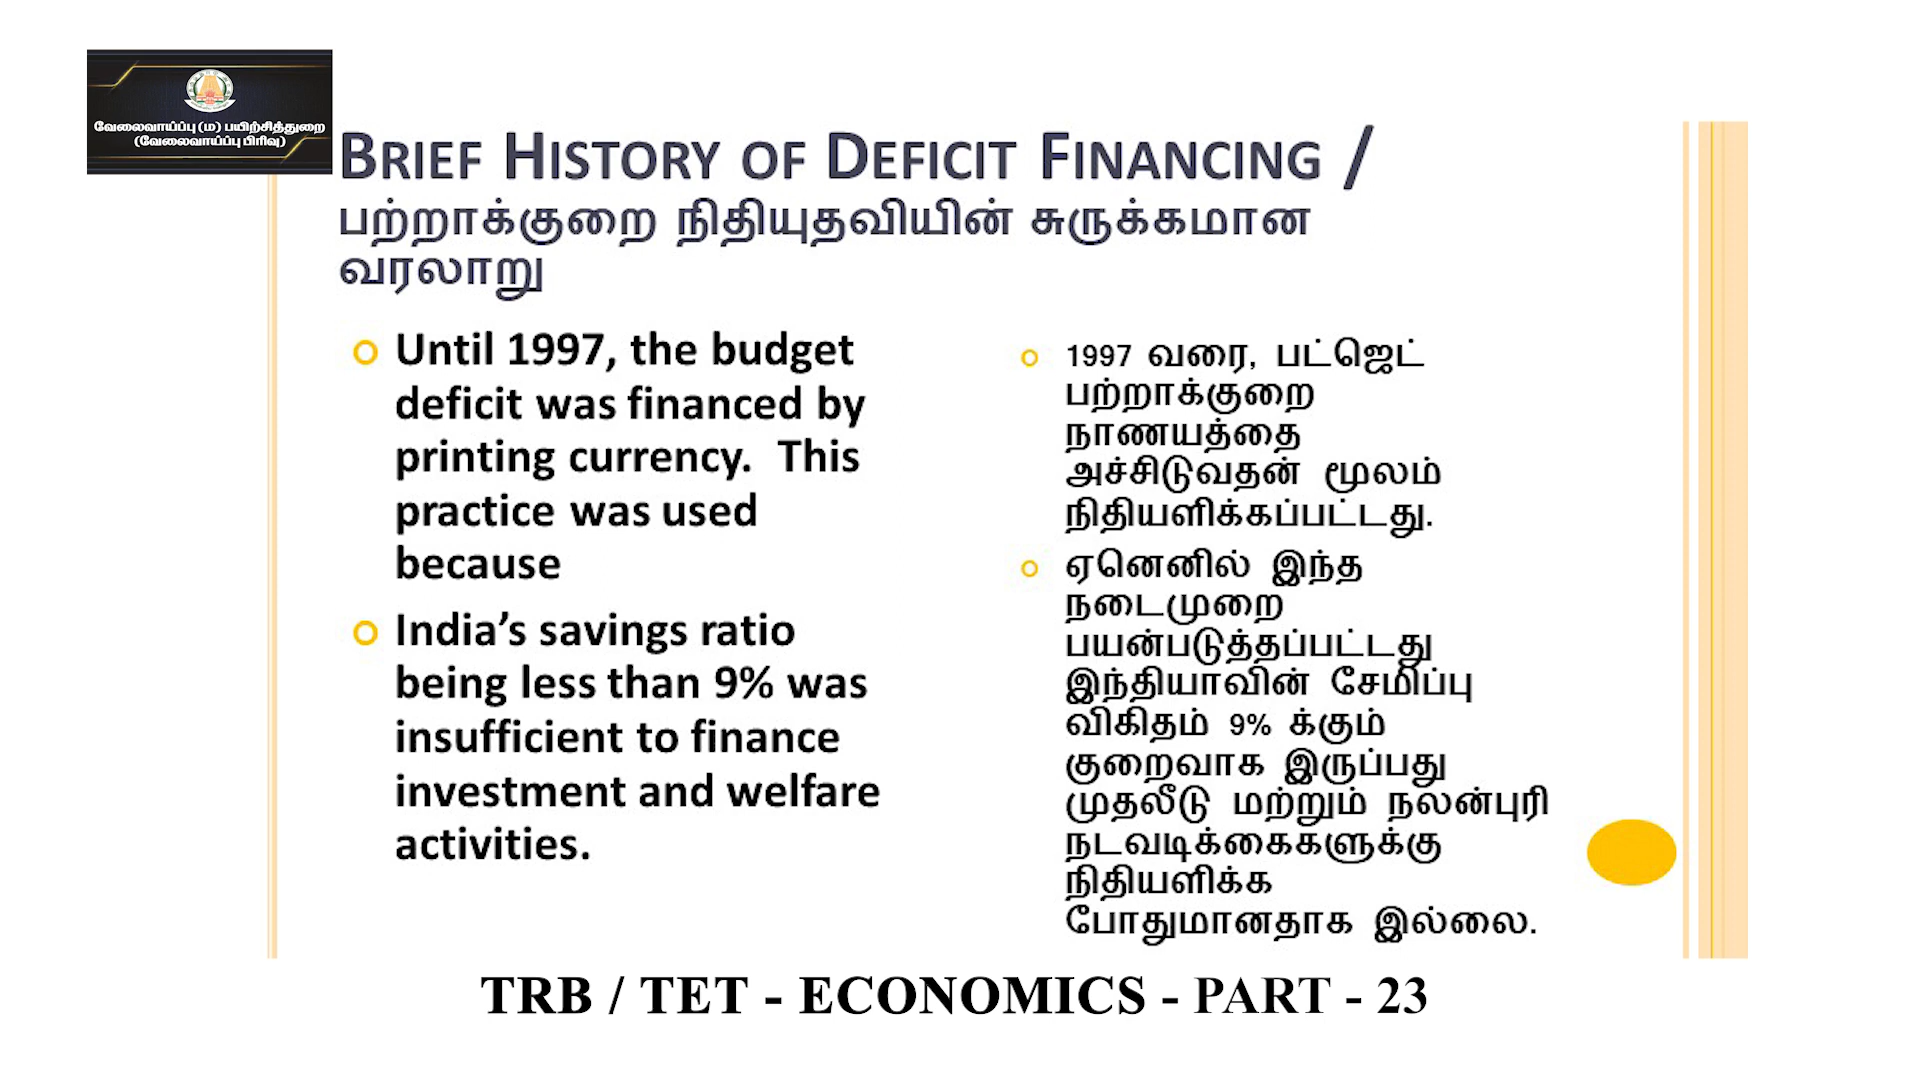 வேலைவாய்ப்பு (ம) பயிற்சித்துறை
(வேலைவாய்ப்பு பிரிவு)
BRIEF HISTORY OF DEFICIT FINANCING /
பற்றாக்குறை நிதியுதவியின் சுருக்கமான
வரலாறு
Until 1997, the budget
deficit was financed by
printing currency. This
practice was used
because
India's savings ratio
being less than 9% was
insufficient to finance
investment and welfare
activities.
1997 வரை, பட்ஜெட்
பற்றாக்குறை
நாணயத்தை
அச்சிடுவதன் மூலம்
நிதியளிக்கப்பட்டது.
ஏனெனில் இந்த
நடைமுறை
பயன்படுத்தப்பட்டது
இந்தியாவின் சேமிப்பு
விகிதம் 9% க்கும்
குறைவாக இருப்பது
முதலீடு மற்றும் நலன்புரி
நடவடிக்கைகளுக்கு
நிதியளிக்க
போதுமானதாக இல்லை.
TRB / TET - ECONOMICS - PART - 23